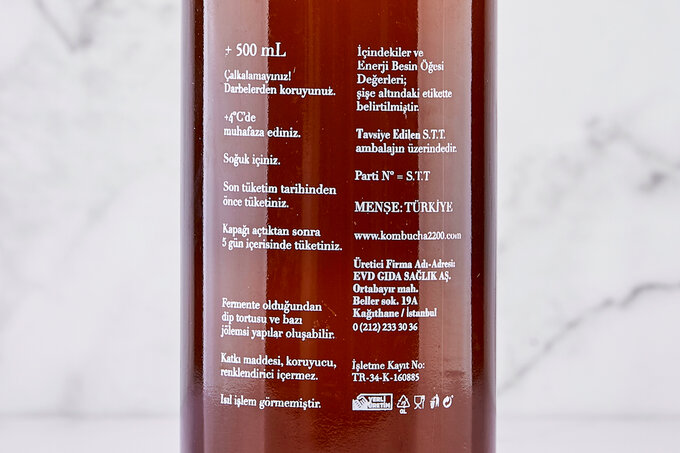 + 500 mL
Çalkalamayınız!
Darbelerden koruyunuz.
+4°C'de
muhafaza ediniz.
Soğuk içiniz.
Son tüketim tarihinden
önce tüketiniz.
Kapağı açtıktan sonra
5 gün içerisinde tüketiniz.
Fermente olduğundan
dip tortusu ve bazı
jölemsi yapılar oluşabilir.
Katkı maddesi, koruyucu,
renklendirici içermez.
Isıl işlem görmemiştir.
İçindekiler ve
Enerji Besin Öğesi
Değerleri;
şişe altındaki etikette
belirtilmiştir.
Tavsiye Edilen S.T.T.
ambalajın üzerindedir.
Parti N° = S.T.T
MENŞE: TÜRKİYE
www.kombucha2200.com
Üretici Firma Adı-Adresi:
EVD GIDA SAĞLIK AŞ.
Ortabayır mah.
Beller sok. 19A
Kağıthane / İstanbul
0 (212) 233 30 36
İşletme Kayıt No:
TR-34-K-160885
YERLİ
ÜRETİM
GL